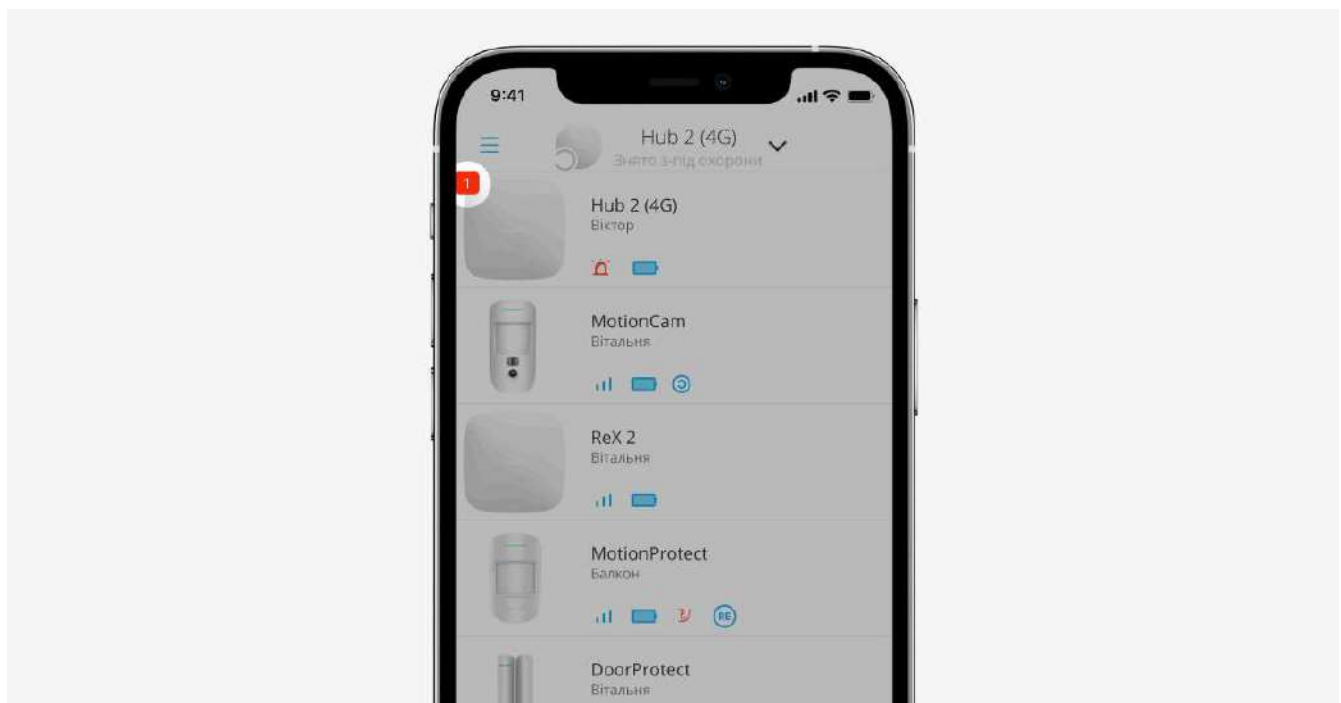 9:41
Hub 2 (4G)
Знято з-під охорони
1
Hub 2 (4G)
Віктор
MotionCam
Вітальня
ReX 2
Вітальня
MotionProtect
Балкон
RE
DoorProtect
Вітальня